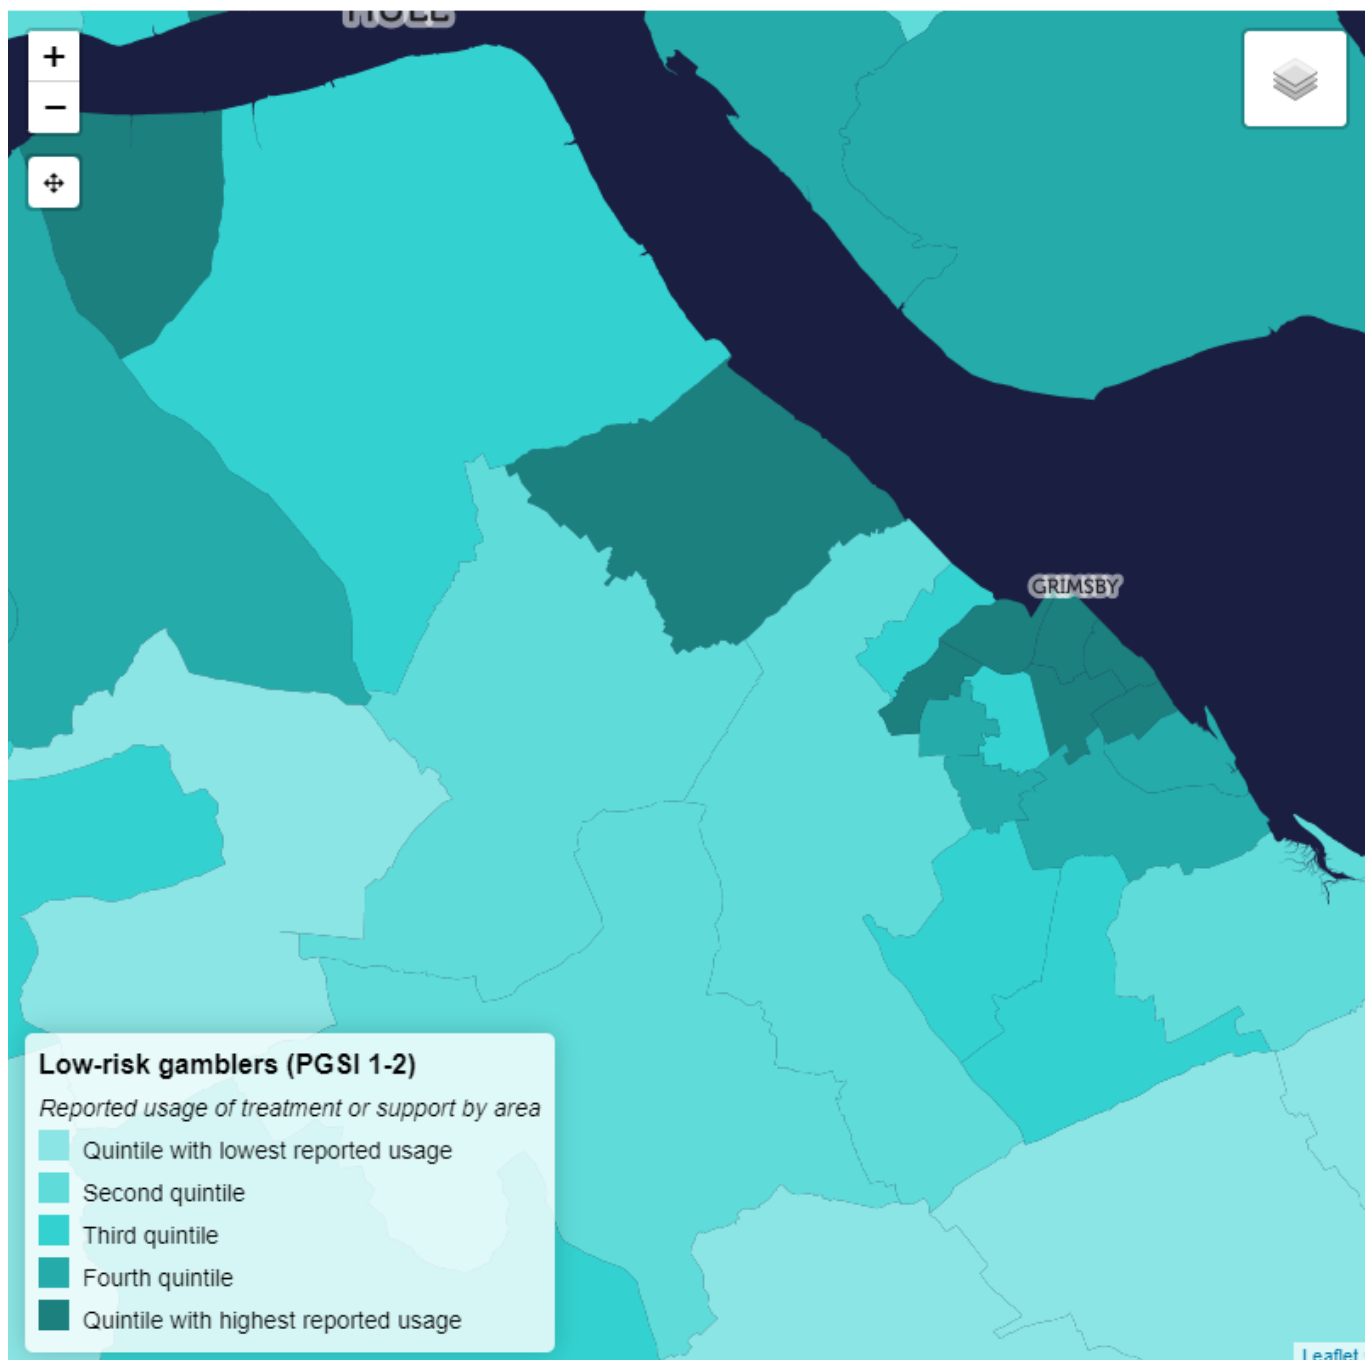 HULL
+
−
GRIMSBY
Low-risk gamblers (PGSI 1-2)
Reported usage of treatment or support by area
Quintile with lowest reported usage
Second quintile
Third quintile
Fourth quintile
Quintile with highest reported usage
Leaflet